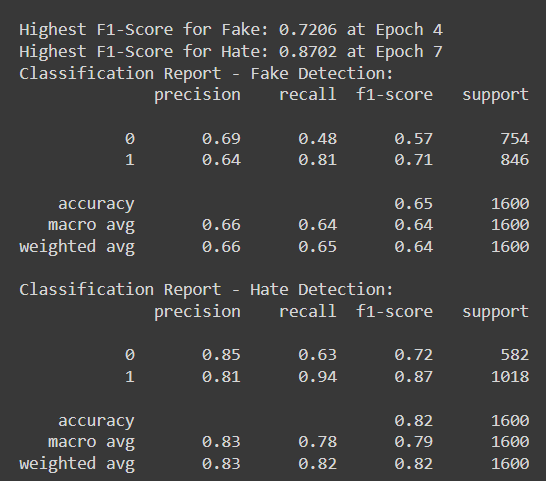 Highest F1-Score for Fake: 0.7206 at Epoch 4
Highest F1-Score for Hate: 0.8702 at Epoch 7
Classification Report - Fake Detection:
precision recall f1-score support
0 0.69 0.48 0.57 754
1 0.64 0.81 0.71 846
accuracy 0.65 1600
macro avg 0.66 0.64 0.64 1600
weighted avg 0.66 0.65 0.64 1600
Classification Report - Hate Detection:
precision recall f1-score support
0 0.85 0.63 0.72 582
1 0.81 0.94 0.87 1018
accuracy 0.82 1600
macro avg 0.83 0.78 0.79 1600
weighted avg 0.83 0.82 0.82 1600